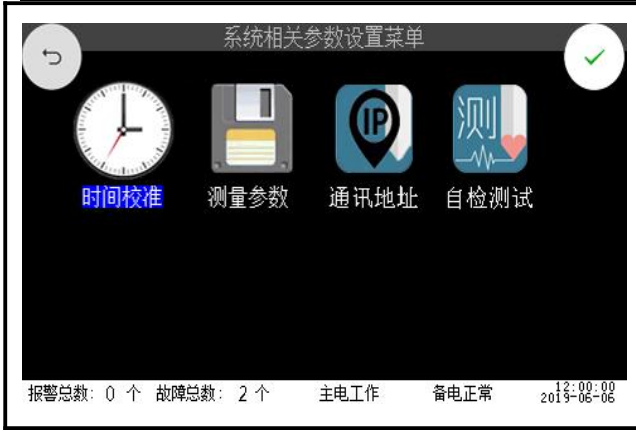 系统相关参数设置菜单
IP
测
时间校准 测量参数 通讯地址 自检测试
报警总数: 0 个 故障总数: 2 个 主电工作 备电正常 12:00:00
2019-06-06